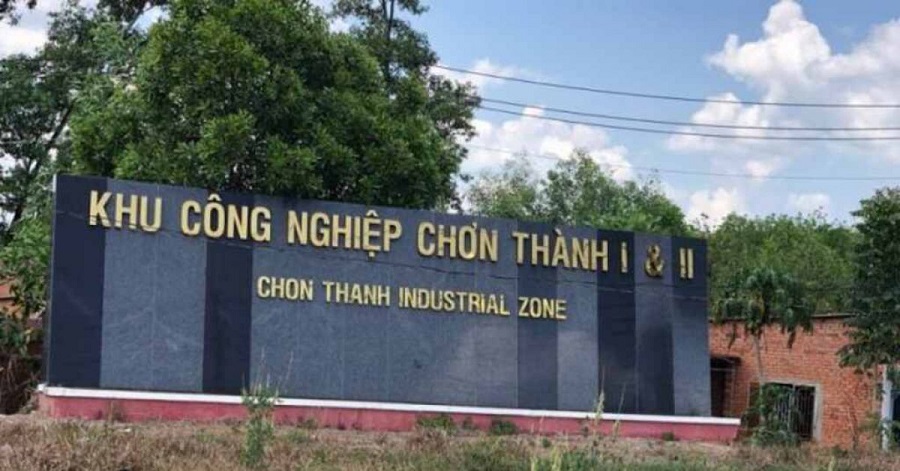 KHU CÔNG NGHIỆP CHƠN THÀNH I & II
CHON THANH INDUSTRIAL ZONE